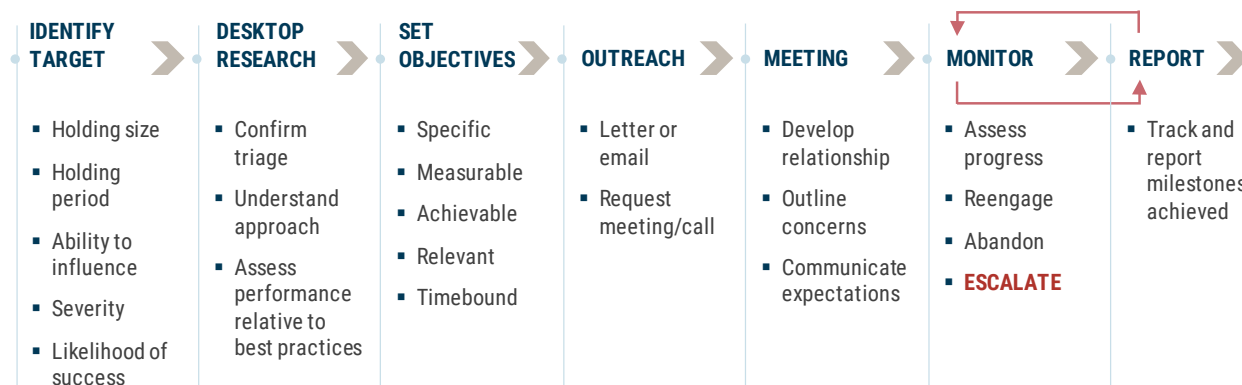 IDENTIFY
TARGET
Holding size
Holding
period
Ability to
influence
Severity
Likelihood of
success
DESKTOP
RESEARCH
Confirm
triage
Understand
approach
Assess
performance
relative to
best practices
SET
OBJECTIVES
Specific
Measurable
Achievable
Relevant
Timebound
OUTREACH
Letter or
email
Request
meeting/call
MEETING
Develop
relationship
Outline
concerns
Communicate
expectations
MONITOR
Assess
progress
Reengage
Abandon
ESCALATE
REPORT
Track and
report
milestones
achieved